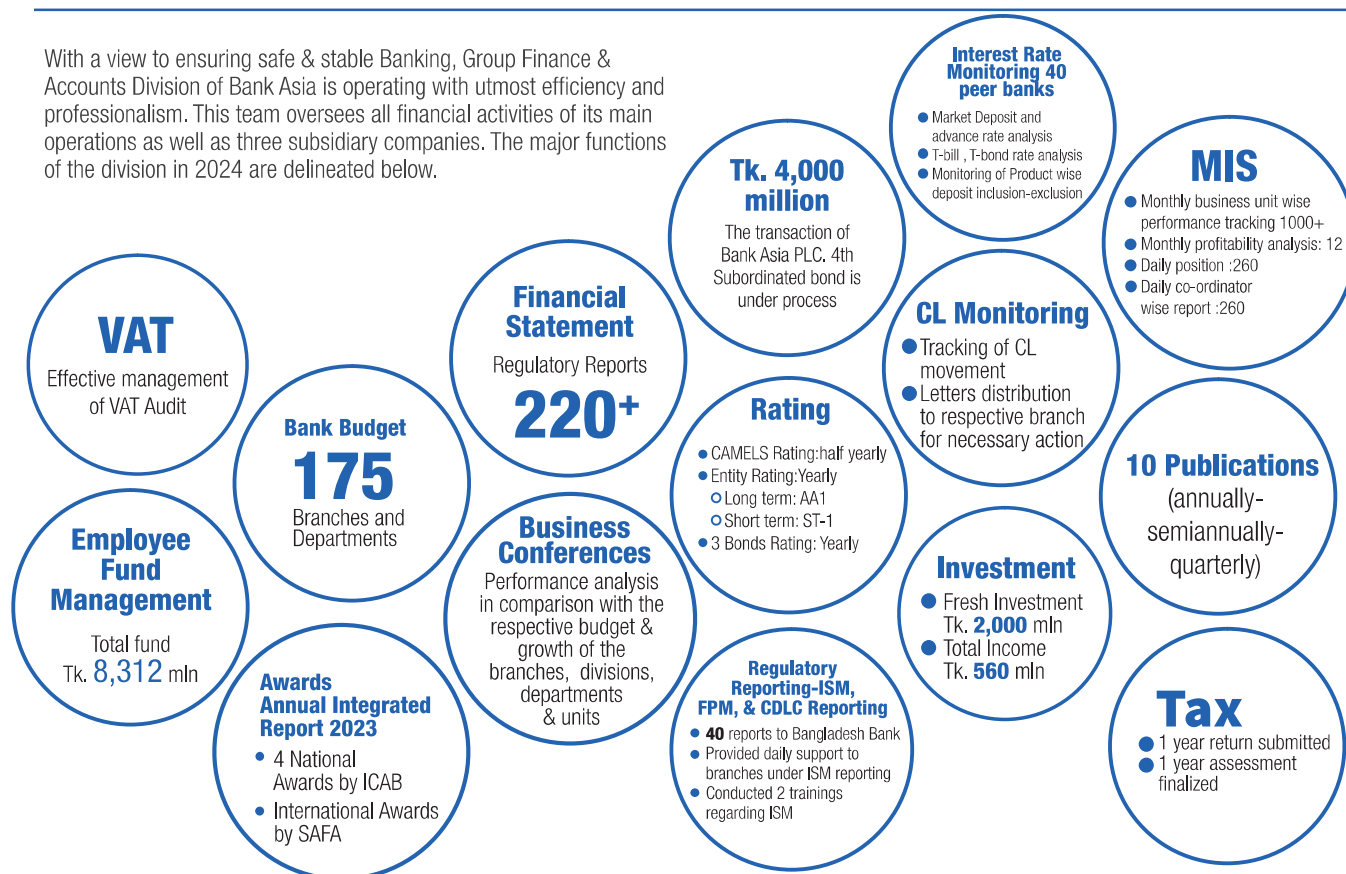 With a view to ensuring safe & stable Banking, Group Finance &
Accounts Division of Bank Asia is operating with utmost efficiency and
professionalism. This team oversees all financial activities of its main
operations as well as three subsidiary companies. The major functions
of the division in 2024 are delineated below.
Interest Rate
Monitoring 40
peer banks
● Market Deposit and
advance rate analysis
● T-bill , T-bond rate analysis
● Monitoring of Product wise
deposit inclusion-exclusion
Tk. 4,000
million
The transaction of
Bank Asia PLC. 4th
Subordinated bond is
under process
MIS
● Monthly business unit wise
performance tracking 1000+
● Monthly profitability analysis: 12
● Daily position :260
● Daily co-ordinator
wise report :260
VAT
Effective management
of VAT Audit
Financial
Statement
Regulatory Reports
220+
CL Monitoring
● Tracking of CL
movement
● Letters distribution
to respective branch
for necessary action
Bank Budget
175
Branches and
Departments
Rating
● CAMELS Rating:half yearly
● Entity Rating:Yearly
○ Long term: AA1
○ Short term: ST-1
● 3 Bonds Rating: Yearly
10 Publications
(annually-
semiannually-
quarterly)
Employee
Fund
Management
Total fund
Tk. 8,312 mln
Business
Conferences
Performance analysis
in comparison with the
respective budget &
growth of the
branches, divisions,
departments
& units
Investment
● Fresh Investment
Tk. 2,000 mln
● Total Income
Tk. 560 mln
Awards
Annual Integrated
Report 2023
● 4 National
Awards by ICAB
● International Awards
by SAFA
Regulatory
Reporting-ISM,
FPM, & CDLC Reporting
● 40 reports to Bangladesh Bank
● Provided daily support to
branches under ISM reporting
● Conducted 2 trainings
regarding ISM
Tax
● 1 year return submitted
● 1 year assessment
finalized